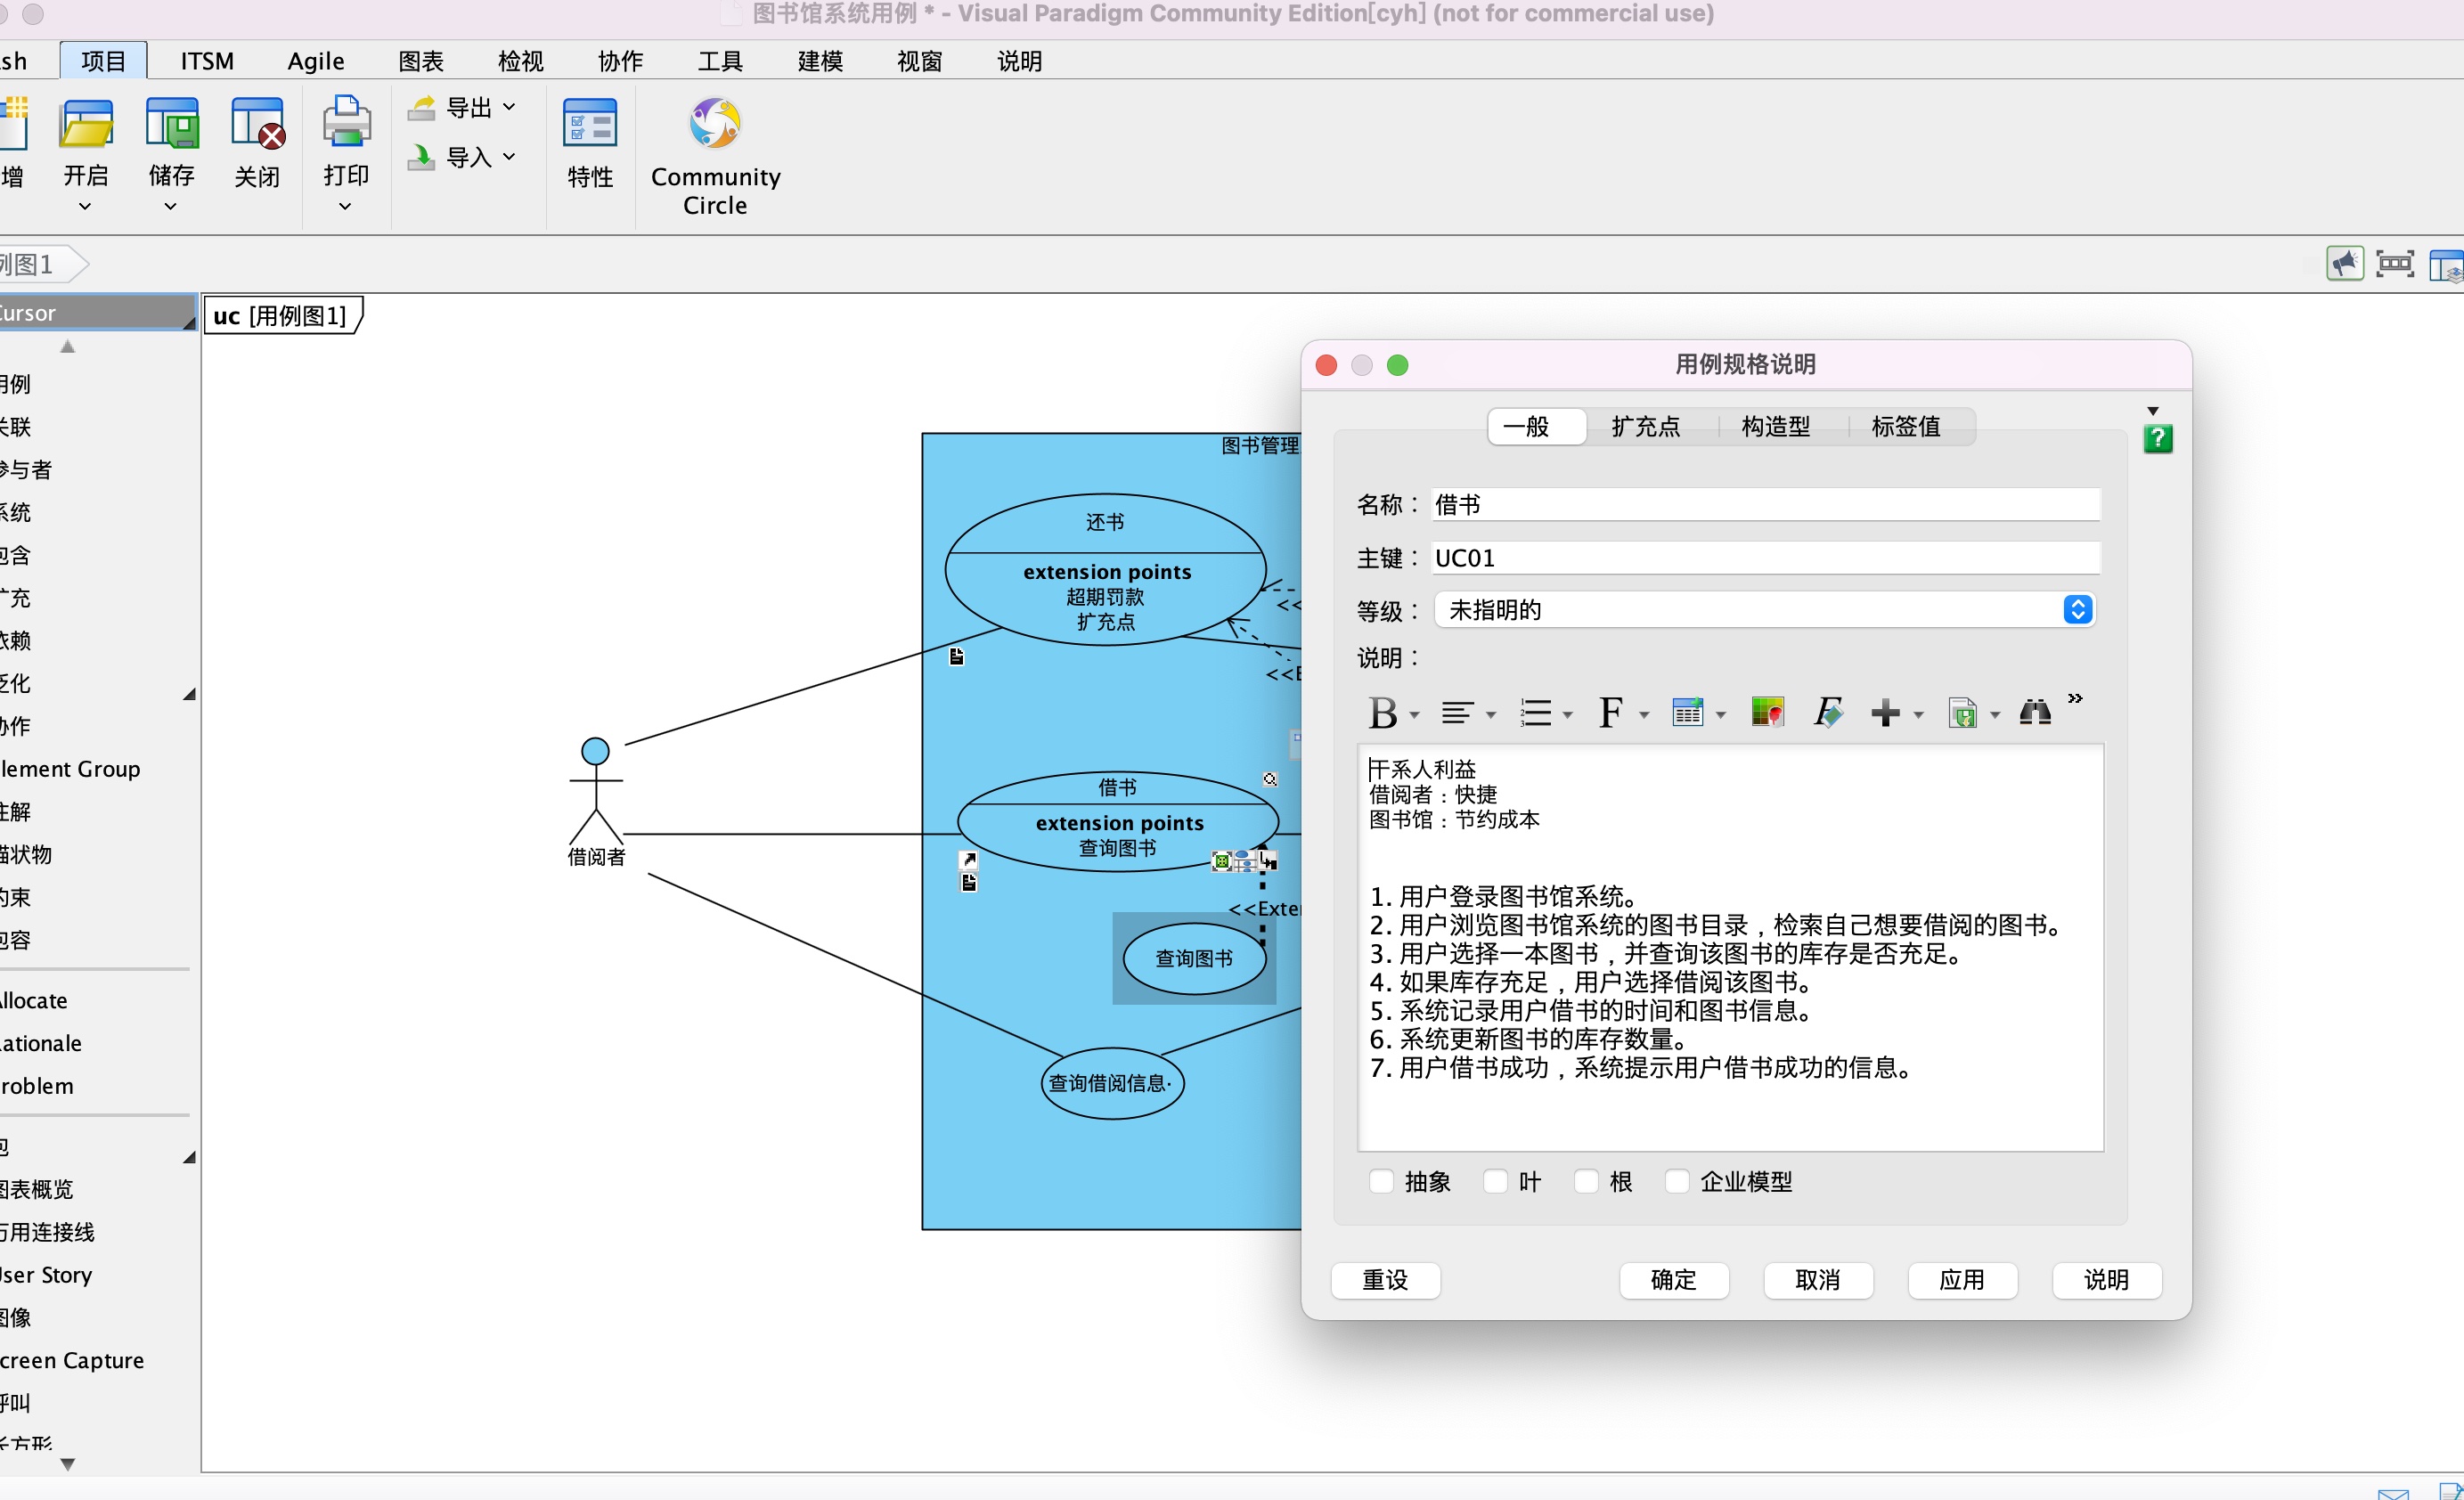 图书馆系统用例 * - Visual Paradigm Community Edition[cyh] (not for commercial use)
sh 项目 ITSM Agile 图表 检视 协作 工具 建模 视窗 说明
增 开启 储存 关闭 打印 导出 导入 特性 Community Circle
例图1
Cursor
uc [用例图1]
用例
关联
参与者
系统
包含
扩充
依赖
泛化
协作
lement Group
注解
描状物
约束
包容
Allocate
Rationale
Problem
包
图表概览
万用连接线
User Story
图像
Screen Capture
呼叫
长方形
图书管理
还书
extension points
超期罚款
扩充点
<<
<<E
借阅者
借书
extension points
查询图书
<<Exte
查询图书
查询借阅信息·
用例规格说明
一般 扩充点 构造型 标签值
名称： 借书
主键： UC01
等级： 未指明的
说明：
B F
干系人利益
借阅者：快捷
图书馆：节约成本
1. 用户登录图书馆系统。
2. 用户浏览图书馆系统的图书目录，检索自己想要借阅的图书。
3. 用户选择一本图书，并查询该图书的库存是否充足。
4. 如果库存充足，用户选择借阅该图书。
5. 系统记录用户借书的时间和图书信息。
6. 系统更新图书的库存数量。
7. 用户借书成功，系统提示用户借书成功的信息。
抽象 叶 根 企业模型
重设 确定 取消 应用 说明